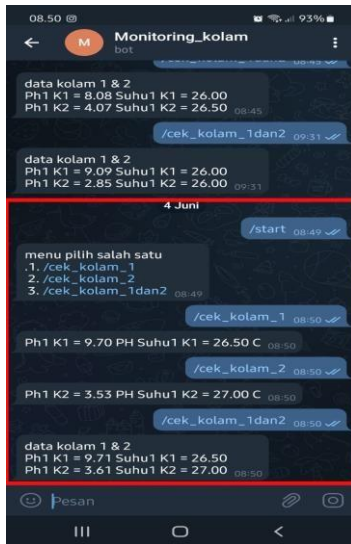 08.50
93%
M
Monitoring_kolam
bot
08:45
data kolam 1 & 2
Ph1 K1 = 8.08 Suhu1 K1 = 26.00
Ph1 K2 = 4.07 Suhu1 K2 = 26.50 08:45
/cek_kolam_1dan2 09:31
data kolam 1 & 2
Ph1 K1 = 9.09 Suhu1 K1 = 26.00
Ph1 K2 = 2.85 Suhu1 K2 = 26.00 09:31
4 Juni
/start 08:49
menu pilih salah satu
.1. /cek_kolam_1
2. /cek_kolam_2
3. /cek_kolam_1dan2 08:49
/cek_kolam_1 08:50
Ph1 K1 = 9.70 PH Suhu1 K1 = 26.50 C 08:50
/cek_kolam_2 08:50
Ph1 K2 = 3.53 PH Suhu1 K2 = 27.00 C 08:50
/cek_kolam_1dan2 08:50
data kolam 1 & 2
Ph1 K1 = 9.71 Suhu1 K1 = 26.50
Ph1 K2 = 3.61 Suhu1 K2 = 27.00 08:50
Pesan